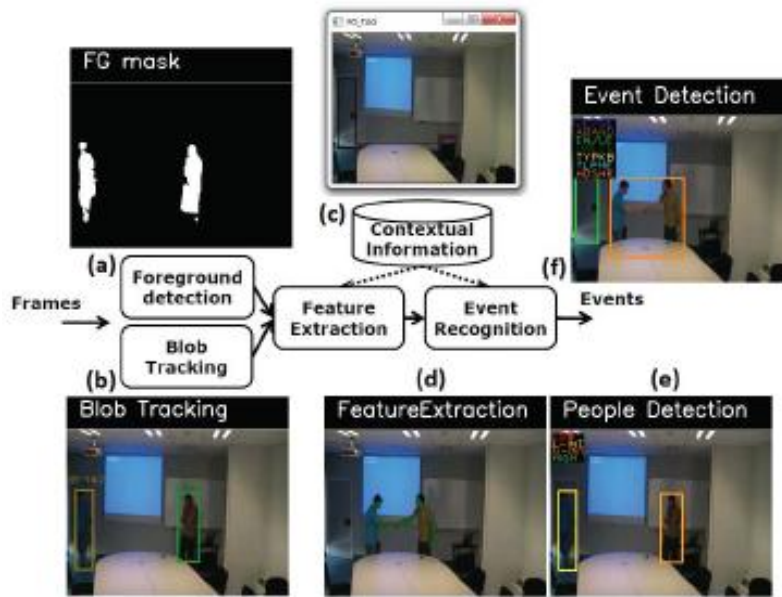 FG mask
(c)
Event Detection
(a)
Contextual
Information
(f)
Foreground
detection
Frames
Feature
Extraction
Event
Recognition
Events
Blob
Tracking
(b)
(d)
(e)
Blob Tracking
FeatureExtraction
People Detection